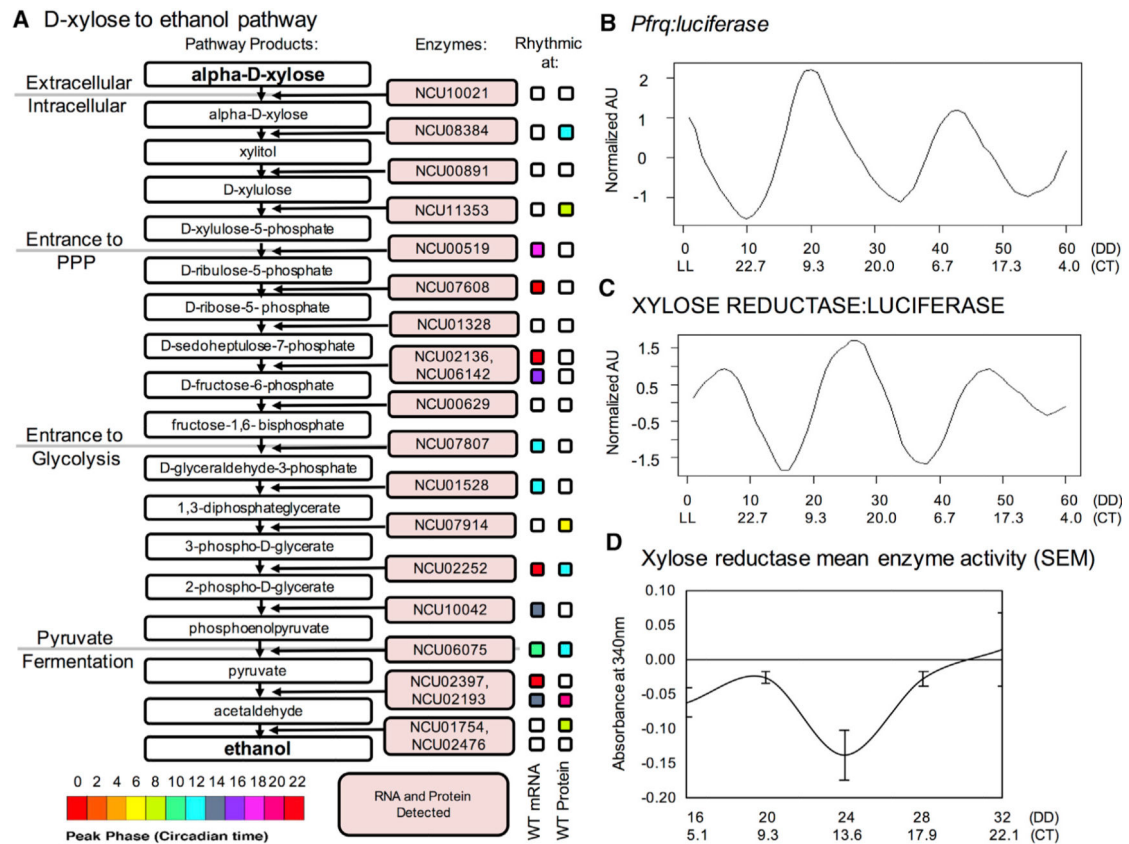 A D-xylose to ethanol pathway
Pathway Products:
Enzymes:
Rhythmic at:
Extracellular
Intracellular
alpha-D-xylose
NCU10021
alpha-D-xylose
NCU08384
xylitol
NCU00891
D-xylulose
NCU11353
D-xylulose-5-phosphate
Entrance to
PPP
NCU00519
D-ribulose-5-phosphate
NCU07608
D-ribose-5- phosphate
NCU01328
D-sedoheptulose-7-phosphate
NCU02136,
NCU06142
D-fructose-6-phosphate
NCU00629
fructose-1,6- bisphosphate
Entrance to
Glycolysis
NCU07807
D-glyceraldehyde-3-phosphate
NCU01528
1,3-diphosphateglycerate
NCU07914
3-phospho-D-glycerate
NCU02252
2-phospho-D-glycerate
NCU10042
phosphoenolpyruvate
Pyruvate
Fermentation
NCU06075
pyruvate
NCU02397,
NCU02193
acetaldehyde
NCU01754,
NCU02476
ethanol
0 2 4 6 8 10 12 14 16 18 20 22
Peak Phase (Circadian time)
RNA and Protein
Detected
WT mRNA
WT Protein
B Pfrq:luciferase
Normalized AU
2
1
0
-1
0 10 20 30 40 50 60 (DD)
LL 22.7 9.3 20.0 6.7 17.3 4.0 (CT)
C XYLOSE REDUCTASE:LUCIFERASE
Normalized AU
1.5
0.5
-0.5
-1.5
0 10 20 30 40 50 60 (DD)
LL 22.7 9.3 20.0 6.7 17.3 4.0 (CT)
D Xylose reductase mean enzyme activity (SEM)
Absorbance at 340nm
0.10
0.05
0.00
-0.05
-0.10
-0.15
-0.20
16 20 24 28 32 (DD)
5.1 9.3 13.6 17.9 22.1 (CT)